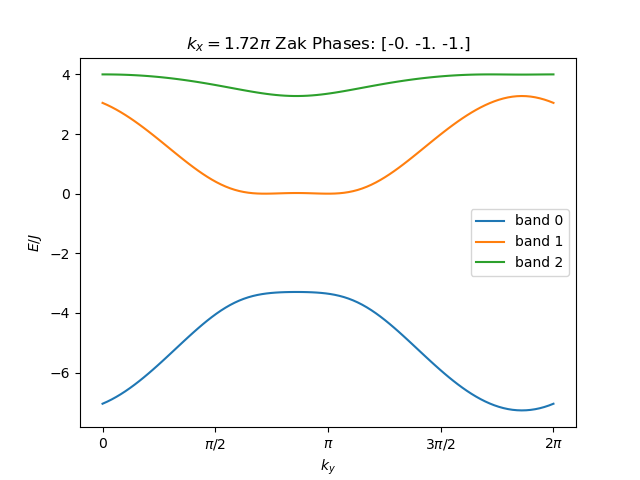 $k_x = 1.72\pi$ Zak Phases: [-0. -1. -1.]
4
2
0
−2
−4
−6
E/J
band 0
band 1
band 2
0
π/2
π
3π/2
2π
$k_y$